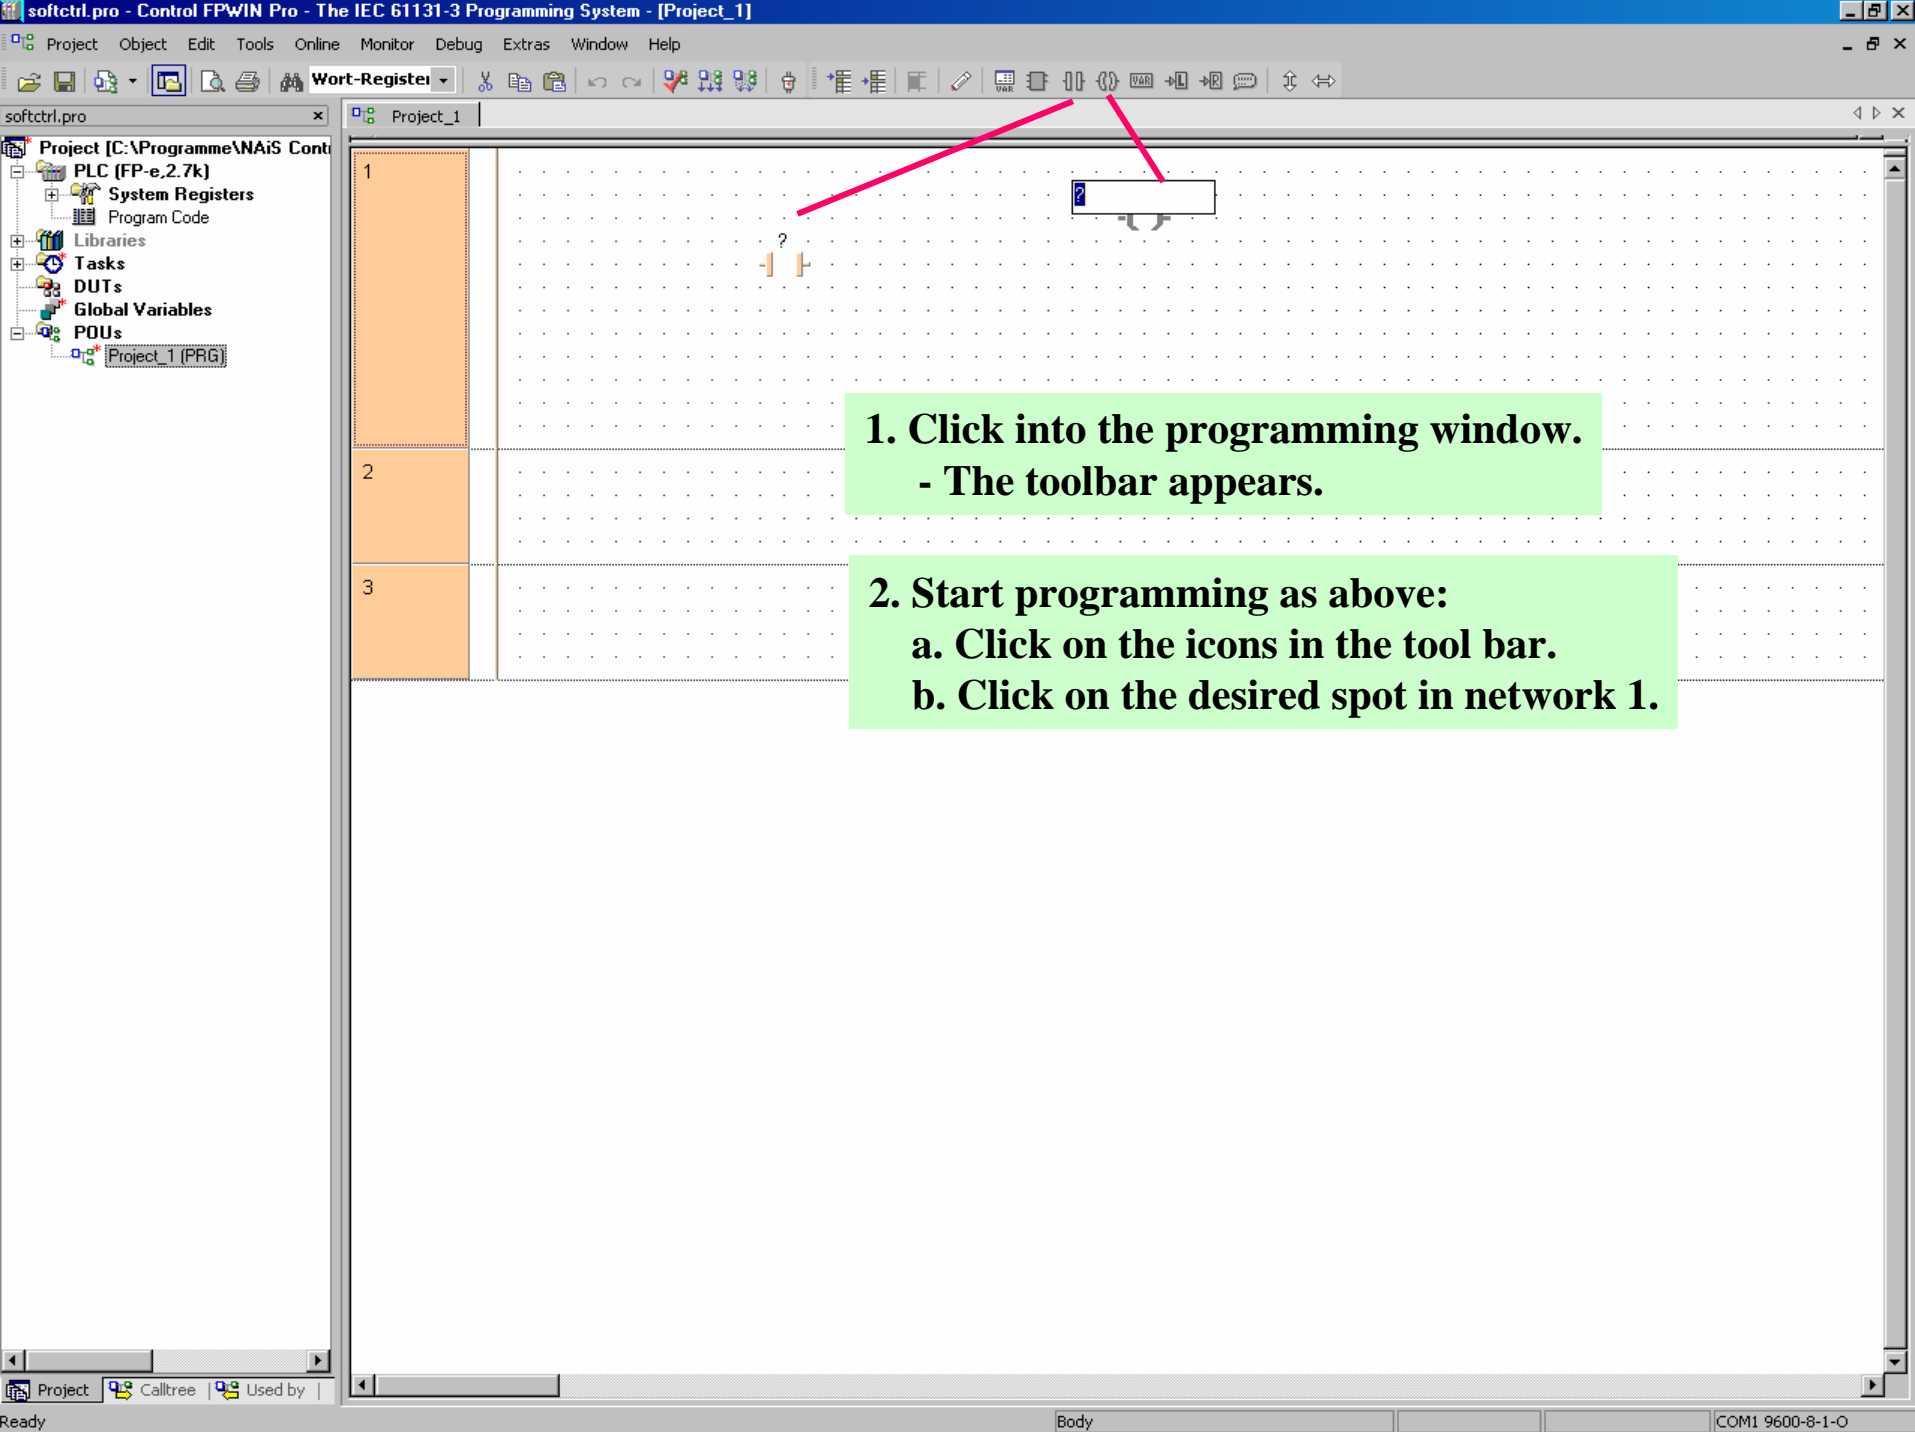 softctrl.pro - Control FPWIN Pro - The IEC 61131-3 Programming System - [Project_1]
Project Object Edit Tools Online Monitor Debug Extras Window Help
Wort-Register
VAR
VAR
L
R
softctrl.pro
Project_1
Project [C:\Programme\NAiS Cont
PLC (FP-e,2.7k)
System Registers
Program Code
Libraries
Tasks
DUTs
Global Variables
POUs
Project_1 (PRG)
1
?
?
1. Click into the programming window.
- The toolbar appears.
2
2. Start programming as above:
a. Click on the icons in the tool bar.
b. Click on the desired spot in network 1.
3
Project Calltree Used by
Ready
Body
COM1 9600-8-1-O